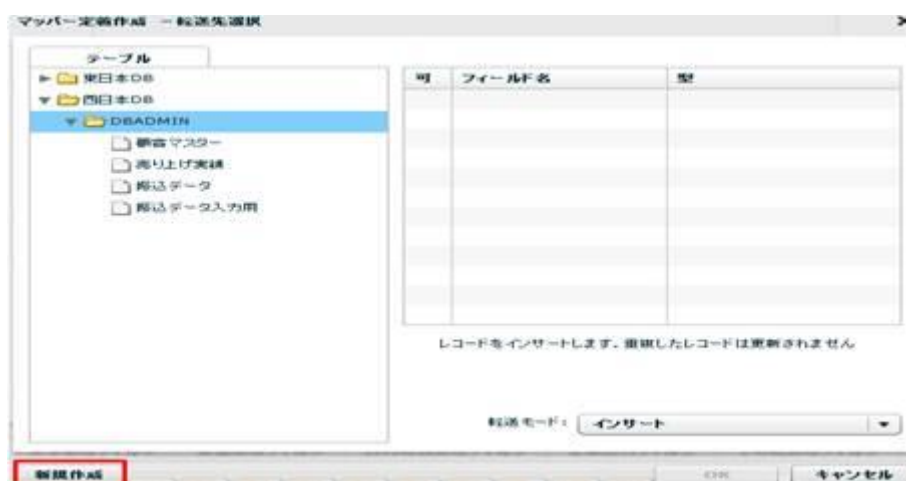 マッパー定義作成 －転送先選択
テーブル
東日本DB
西日本DB
DBADMIN
顧客マスター
売り上げ実績
振込データ
振込データ入力用
可 フィールド名 型
レコードをインサートします。重複したレコードは更新されません
転送モード： インサート
新規作成 OK キャンセル